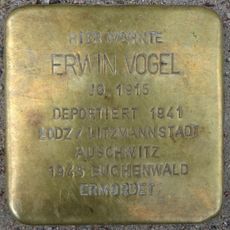 HIER WOHNTE
ERWIN VOGEL
JG. 1915
DEPORTIERT 1941
LODZ / LITZMANNSTADT
AUSCHWITZ
1945 BUCHENWALD
ERMORDET